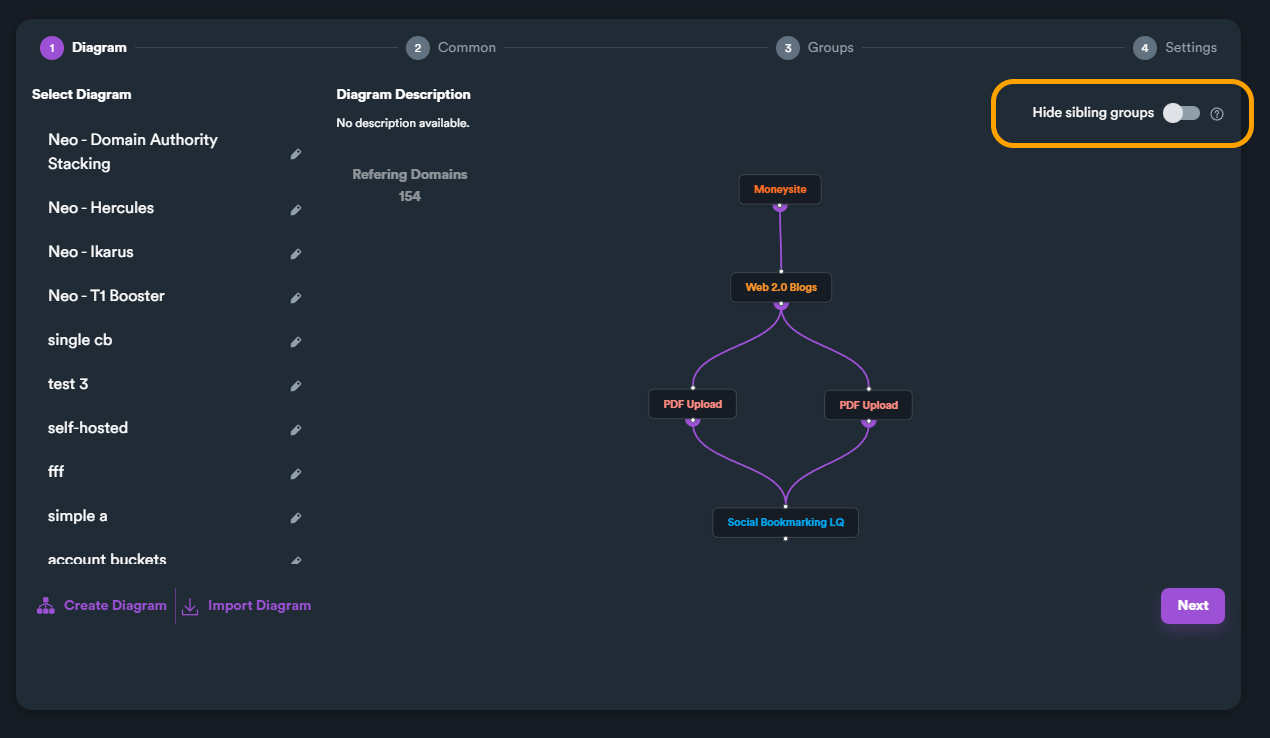 1 Diagram
2 Common
3 Groups
4 Settings
Select Diagram
Neo - Domain Authority
Stacking
Neo - Hercules
Neo - Ikarus
Neo - T1 Booster
single cb
test 3
self-hosted
fff
simple a
account buckets
Create Diagram
Import Diagram
Diagram Description
No description available.
Refering Domains
154
Hide sibling groups ?
Moneysite
Web 2.0 Blogs
PDF Upload
PDF Upload
Social Bookmarking LQ
Next